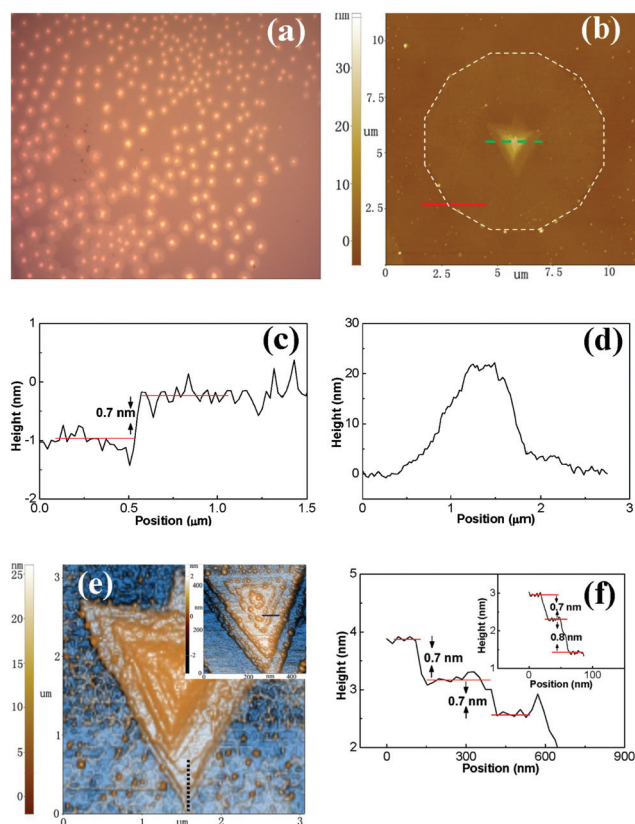 (a)
nm
(b)
30
20
10
0
10
7.5
um
5
2.5
0
2.5
5
um
7.5
10
(c)
1
0
-1
-2
Height (nm)
0.7 nm
0.0
0.5
1.0
1.5
Position (μm)
(d)
30
20
10
0
Height (nm)
0
1
2
3
Position (μm)
nm
25
20
15
10
5
0
(e)
3
2
um
1
0
1
um
2
3
2
0
-2
nm
400
nm
200
0
0
200
nm
400
(f)
5
4
3
2
Height (nm)
0.7 nm
0.7 nm
0
300
600
900
Position (nm)
3
2
1
Height (nm)
0.7 nm
0.8 nm
0
100
Position (nm)